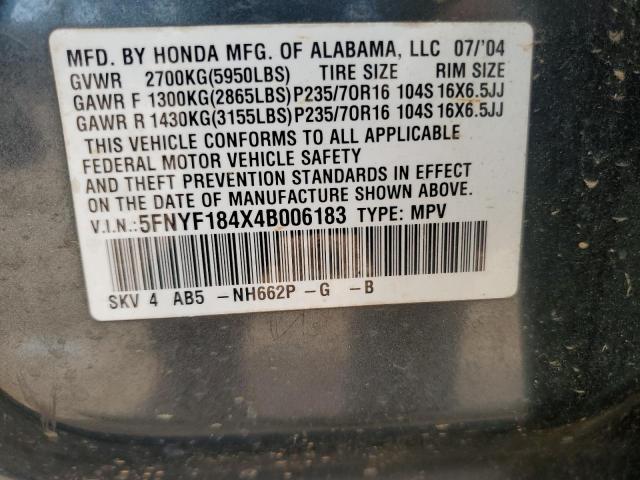 MFD. BY HONDA MFG. OF ALABAMA, LLC 07/'04
GVWR 2700KG(5950LBS) TIRE SIZE RIM SIZE
GAWR F 1300KG(2865LBS)P235/70R16 104S 16X6.5JJ
GAWR R 1430KG(3155LBS)P235/70R16 104S 16X6.5JJ
THIS VEHICLE CONFORMS TO ALL APPLICABLE
FEDERAL MOTOR VEHICLE SAFETY
AND THEFT PREVENTION STANDARDS IN EFFECT
ON THE DATE OF MANUFACTURE SHOWN ABOVE.
V.I.N.:5FNYF184X4B006183 TYPE: MPV
SKV 4 AB5 -NH662P -G -B